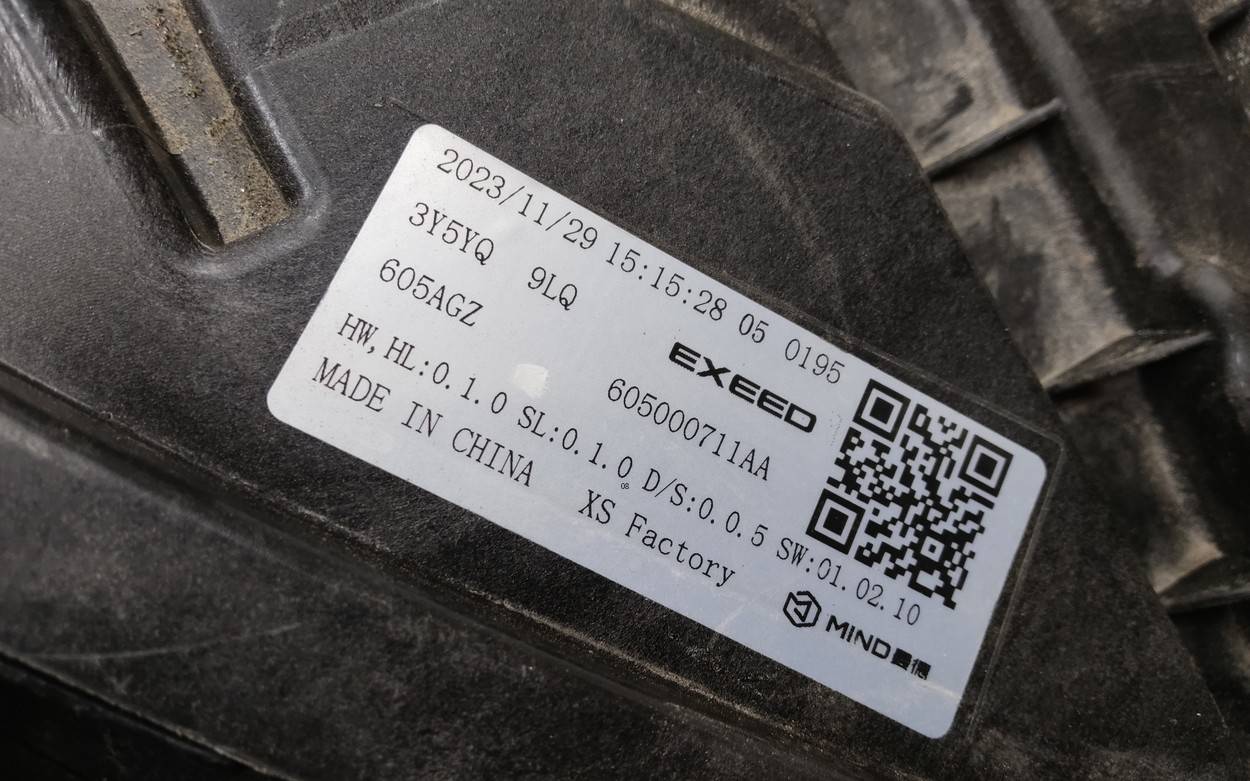 2023/11/29 15:15:28 05 0195
3Y5YQ 9LQ
EXEED
605AGZ
605000711AA
HW,HL:0.1.0 SL:0.1.0 D/S:0.0.5 SW:01.02.10
08
MADE IN CHINA XS Factory
MIND